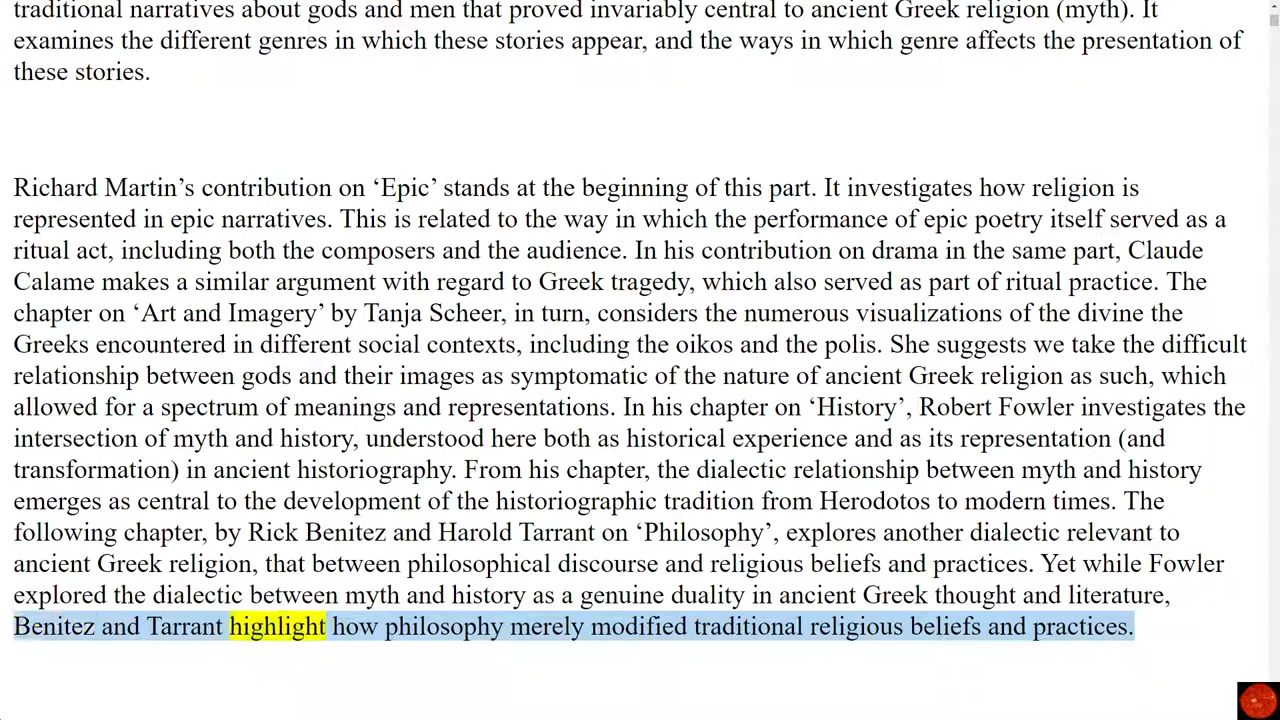 traditional narratives about gods and men that proved invariably central to ancient Greek religion (myth). It
examines the different genres in which these stories appear, and the ways in which genre affects the presentation of
these stories.
Richard Martin’s contribution on ‘Epic’ stands at the beginning of this part. It investigates how religion is
represented in epic narratives. This is related to the way in which the performance of epic poetry itself served as a
ritual act, including both the composers and the audience. In his contribution on drama in the same part, Claude
Calame makes a similar argument with regard to Greek tragedy, which also served as part of ritual practice. The
chapter on ‘Art and Imagery’ by Tanja Scheer, in turn, considers the numerous visualizations of the divine the
Greeks encountered in different social contexts, including the oikos and the polis. She suggests we take the difficult
relationship between gods and their images as symptomatic of the nature of ancient Greek religion as such, which
allowed for a spectrum of meanings and representations. In his chapter on ‘History’, Robert Fowler investigates the
intersection of myth and history, understood here both as historical experience and as its representation (and
transformation) in ancient historiography. From his chapter, the dialectic relationship between myth and history
emerges as central to the development of the historiographic tradition from Herodotos to modern times. The
following chapter, by Rick Benitez and Harold Tarrant on ‘Philosophy’, explores another dialectic relevant to
ancient Greek religion, that between philosophical discourse and religious beliefs and practices. Yet while Fowler
explored the dialectic between myth and history as a genuine duality in ancient Greek thought and literature,
Benitez and Tarrant highlight how philosophy merely modified traditional religious beliefs and practices.